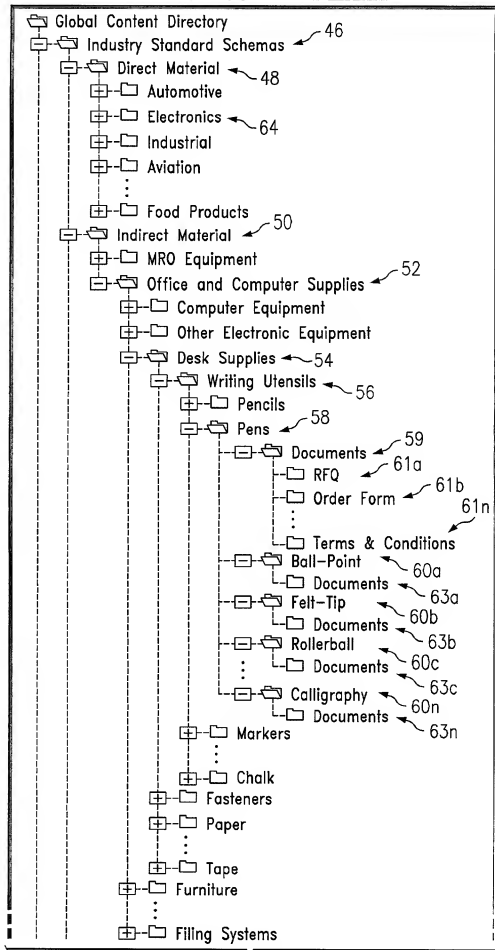 Global Content Directory
Industry Standard Schemas 46
Direct Material 48
Automotive
Electronics 64
Industrial
Aviation
Food Products
Indirect Material 50
MRO Equipment
Office and Computer Supplies 52
Computer Equipment
Other Electronic Equipment
Desk Supplies 54
Writing Utensils 56
Pencils
Pens 58
Documents 59
RFQ 61a
Order Form 61b
61n
Terms & Conditions
Ball-Point 60a
Documents 63a
Felt-Tip 60b
Documents 63b
Rollerball 60c
Documents 63c
Calligraphy 60n
Documents 63n
Markers
Chalk
Fasteners
Paper
Tape
Furniture
Filing Systems